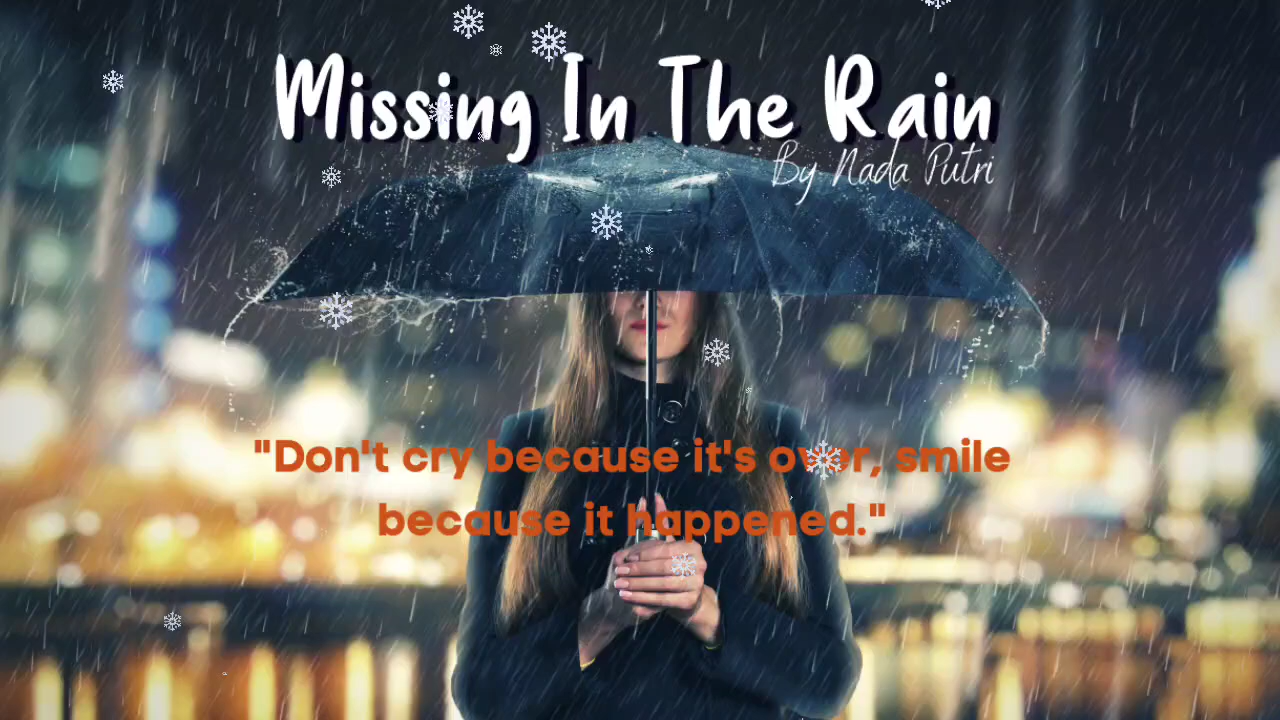 Missing In The Rain
By Nada Putri
"Don't cry because it's over, smile
because it happened."